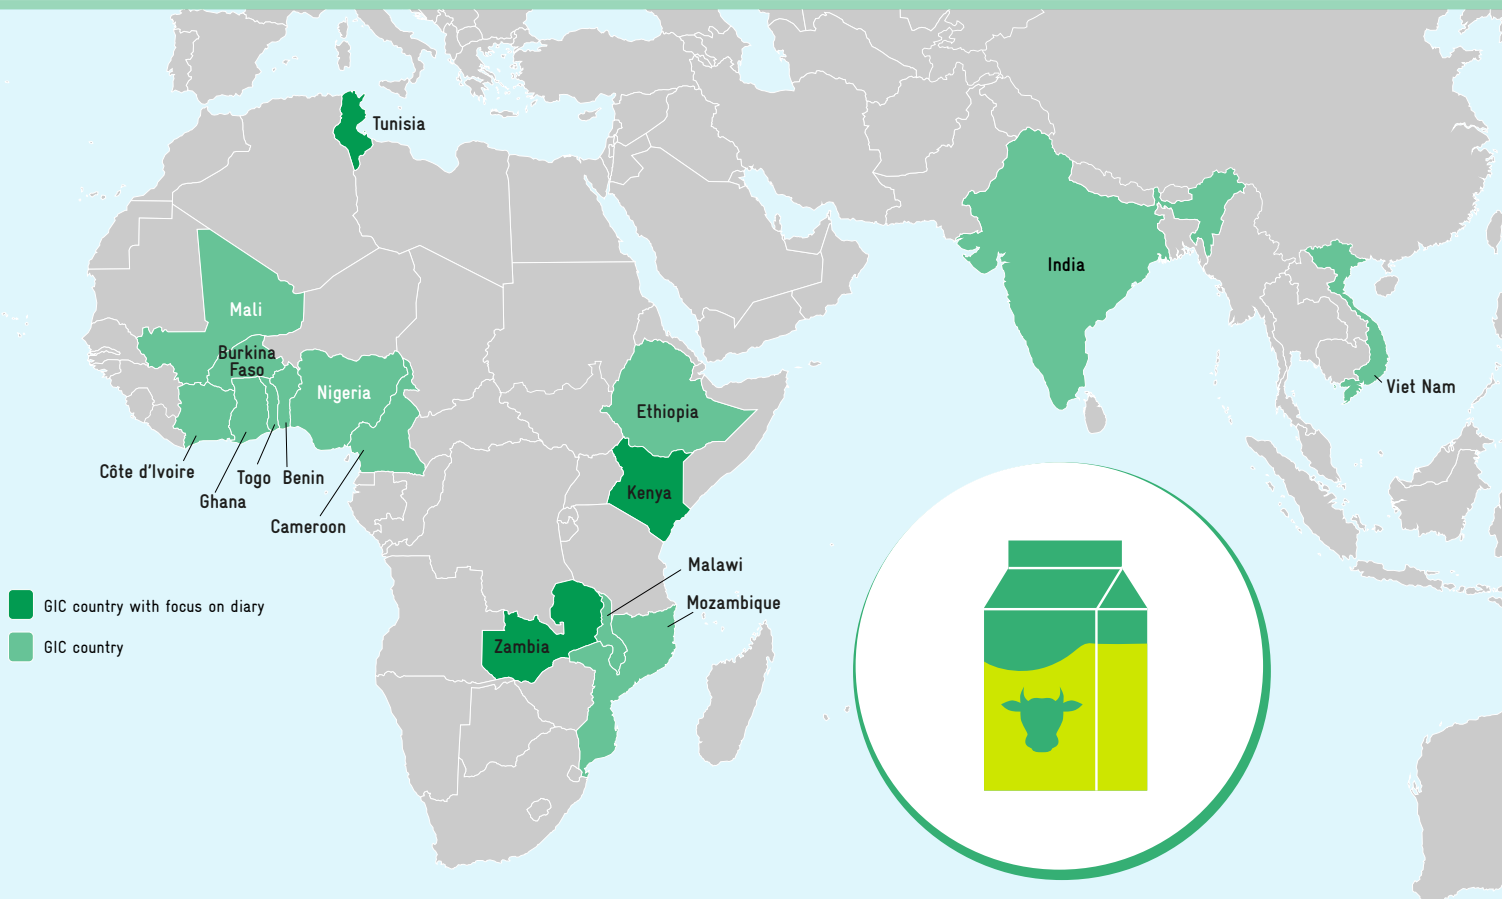 Tunisia
Mali
Burkina
Faso
Nigeria
Ethiopia
Kenya
Côte d'Ivoire
Ghana
Togo
Benin
Cameroon
India
Viet Nam
Malawi
Mozambique
Zambia
GIC country with focus on diary
GIC country